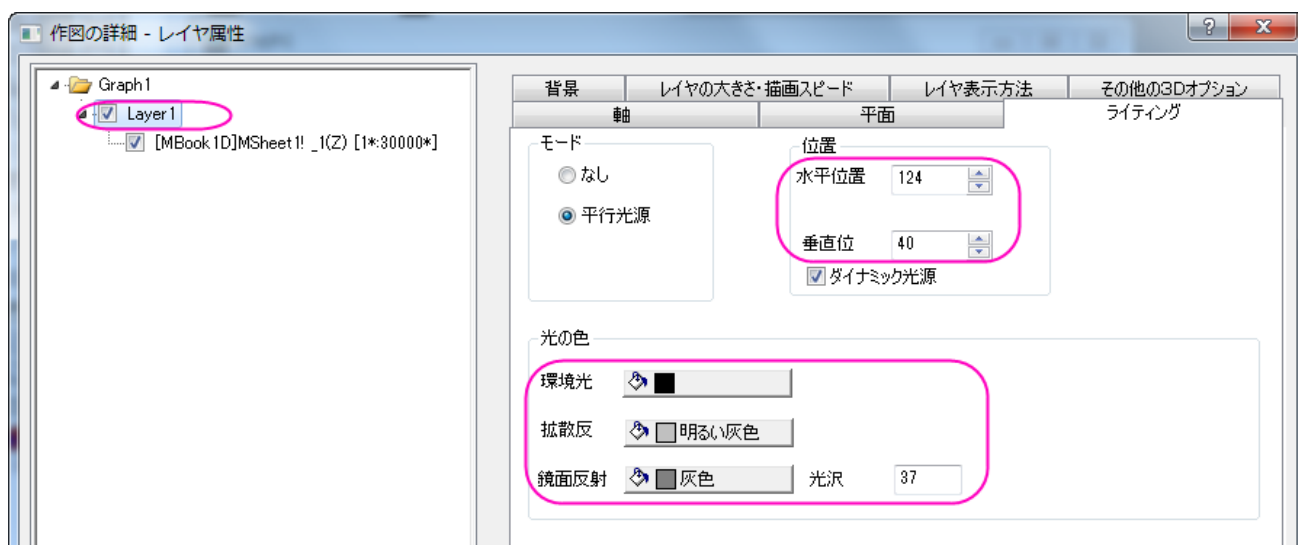 作図の詳細 - レイヤ属性
Graph1
Layer1
[MBook1D]MSheet1! _1(Z) [1*:30000*]
背景 レイヤの大きさ・描画スピード レイヤ表示方法 その他の3Dオプション
軸 平面 ライティング
モード
なし
平行光源
位置
水平位置 124
垂直位 40
ダイナミック光源
光の色
環境光
拡散反 明るい灰色
鏡面反射 灰色 光沢 37